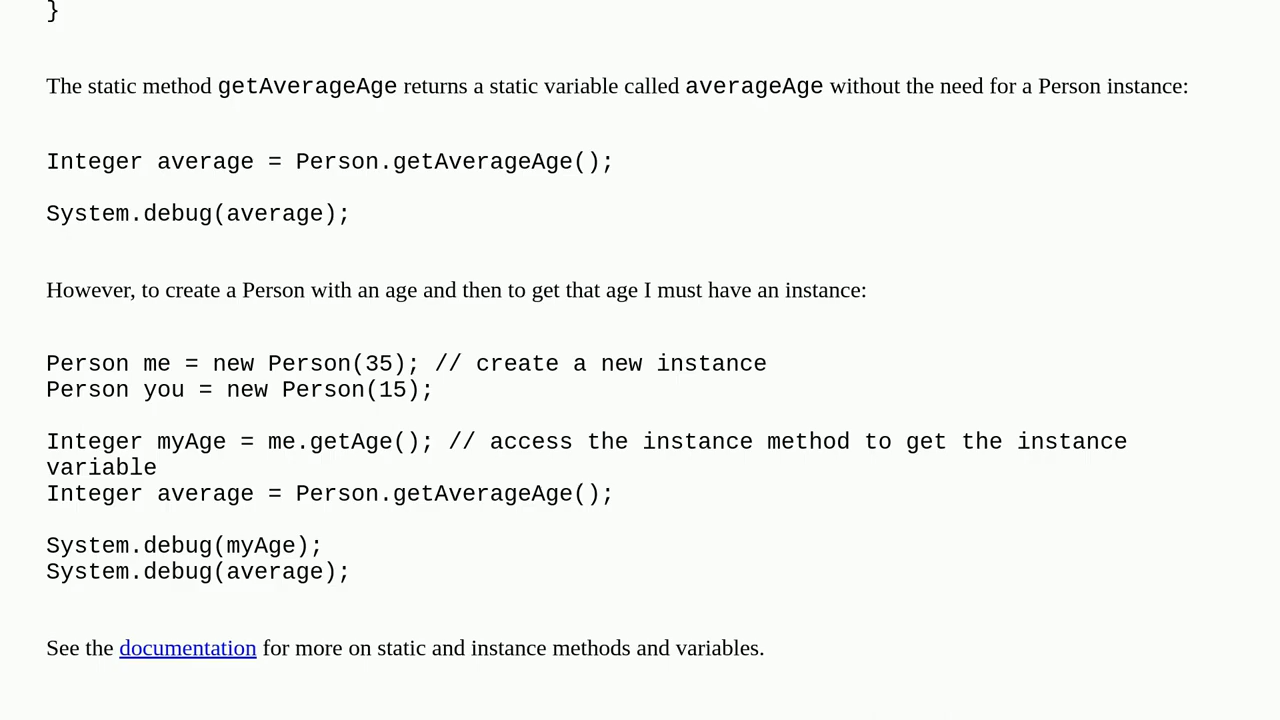 }
The static method getAverageAge returns a static variable called averageAge without the need for a Person instance:
Integer average = Person.getAverageAge();
System.debug(average);
However, to create a Person with an age and then to get that age I must have an instance:
Person me = new Person(35); // create a new instance
Person you = new Person(15);
Integer myAge = me.getAge(); // access the instance method to get the instance
variable
Integer average = Person.getAverageAge();
System.debug(myAge);
System.debug(average);
See the documentation for more on static and instance methods and variables.